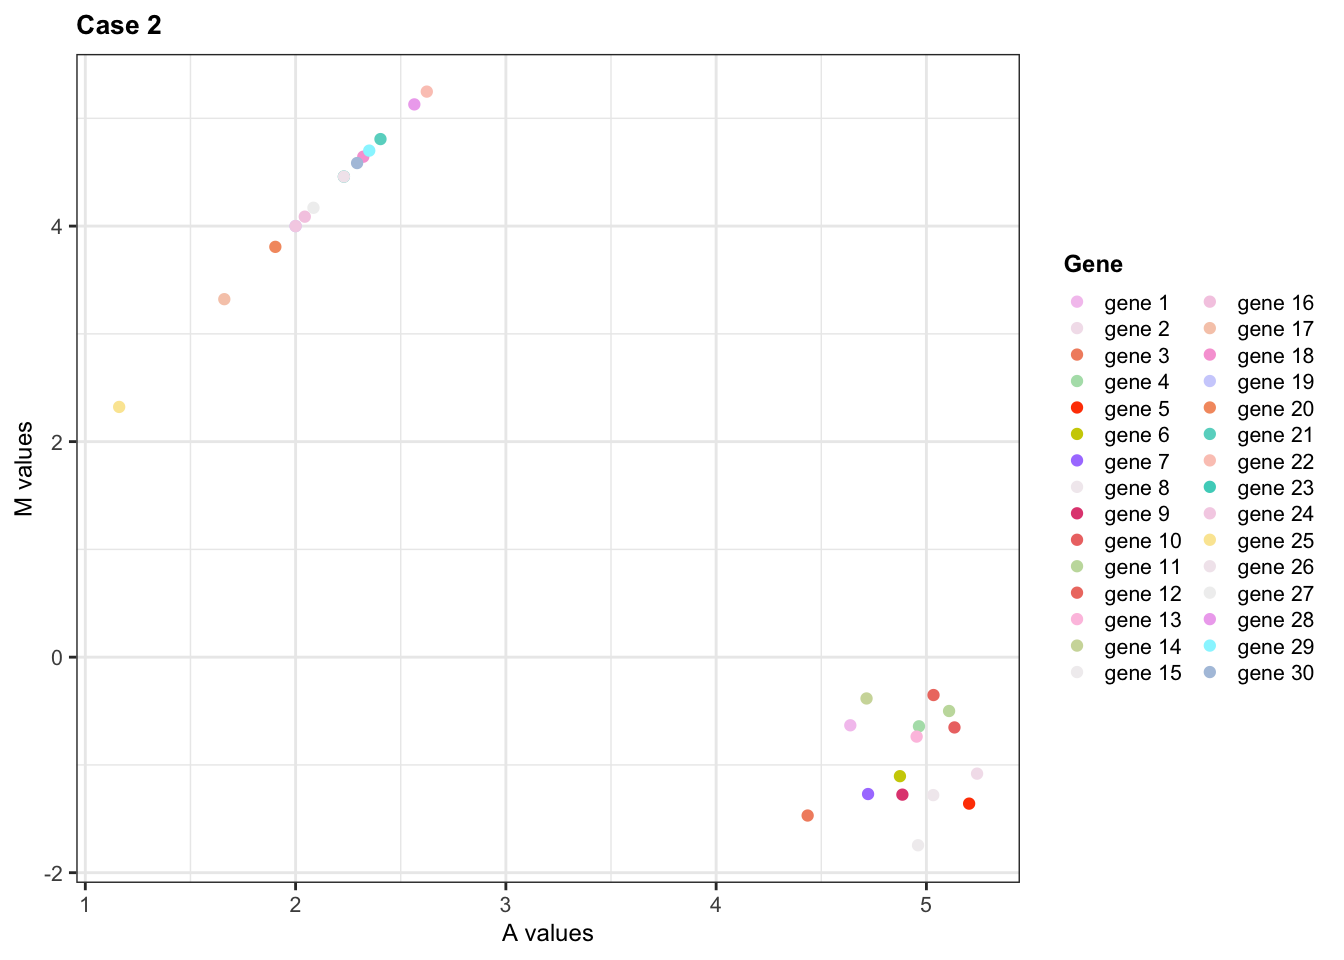 Case 2
M values
4
2
0
-2
1 2 3 4 5
A values
Gene
gene 1 gene 16
gene 2 gene 17
gene 3 gene 18
gene 4 gene 19
gene 5 gene 20
gene 6 gene 21
gene 7 gene 22
gene 8 gene 23
gene 9 gene 24
gene 10 gene 25
gene 11 gene 26
gene 12 gene 27
gene 13 gene 28
gene 14 gene 29
gene 15 gene 30